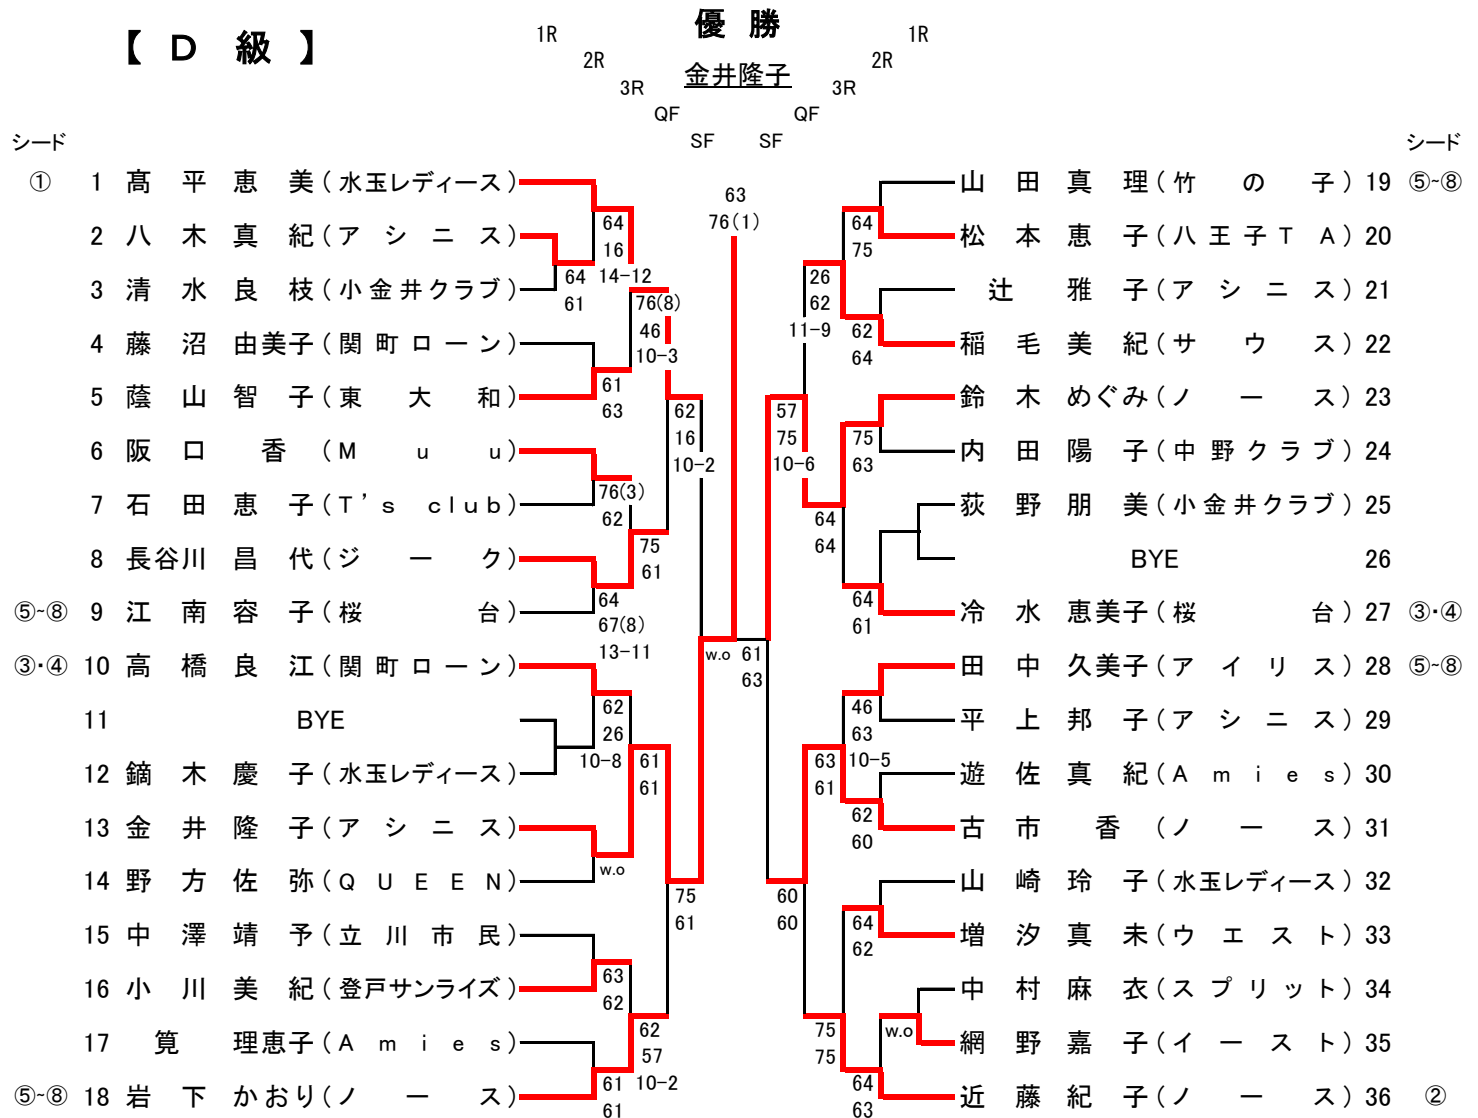 【 D 級 】
優 勝
金井隆子
1R 1R
2R 2R
3R 3R
QF QF
SF SF
シード シード
① 1 髙平恵美(水玉レディース)
2 八木真紀(アシニス)
3 清水良枝(小金井クラブ)
4 藤沼由美子(関町ローン)
5 蔭山智子(東大和)
6 阪口香(Muu)
7 石田恵子(T's club)
8 長谷川昌代(ジーク)
⑤~⑧ 9 江南容子(桜台)
③・④ 10 高橋良江(関町ローン)
11 BYE
12 鏑木慶子(水玉レディース)
13 金井隆子(アシニス)
14 野方佐弥(QUEEN)
15 中澤靖予(立川市民)
16 小川美紀(登戸サンライズ)
17 筧理恵子(Amies)
⑤~⑧ 18 岩下かおり(ノース)
64
61
64
16
14-12
61
63
76(3)
62
64
67(8)
13-11
62
26
10-8
w.o
63
62
61
61
76(8)
46
10-3
75
61
61
61
62
57
10-2
62
16
10-2
75
61
w.o
63
76(1)
61
63
57
75
10-6
60
60
26
62
11-9
64
64
63
61
75
75
64
75
62
64
75
63
64
61
46
63
10-5
62
60
64
62
w.o
64
63
山田真理(竹の子) 19 ⑤~⑧
松本恵子(八王子TA) 20
辻雅子(アシニス) 21
稲毛美紀(サウス) 22
鈴木めぐみ(ノース) 23
内田陽子(中野クラブ) 24
荻野朋美(小金井クラブ) 25
BYE 26
冷水恵美子(桜台) 27 ③・④
田中久美子(アイリス) 28 ⑤~⑧
平上邦子(アシニス) 29
遊佐真紀(Amies) 30
古市香(ノース) 31
山崎玲子(水玉レディース) 32
増汐真未(ウエスト) 33
中村麻衣(スプリット) 34
網野嘉子(イースト) 35
近藤紀子(ノース) 36 ②